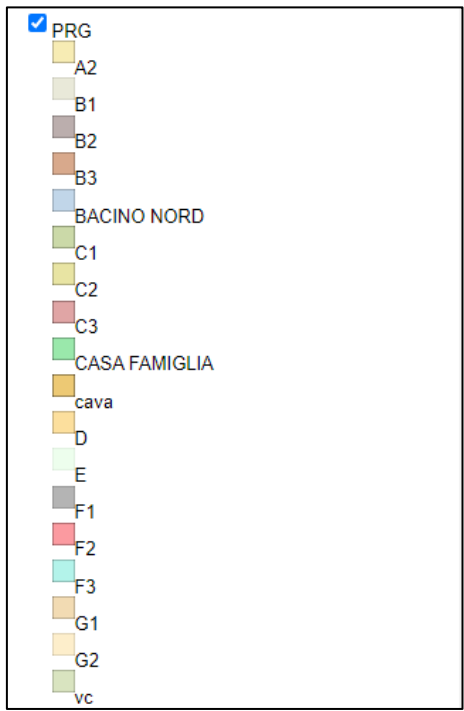 PRG
A2
B1
B2
B3
BACINO NORD
C1
C2
C3
CASA FAMIGLIA
cava
D
E
F1
F2
F3
G1
G2
vc